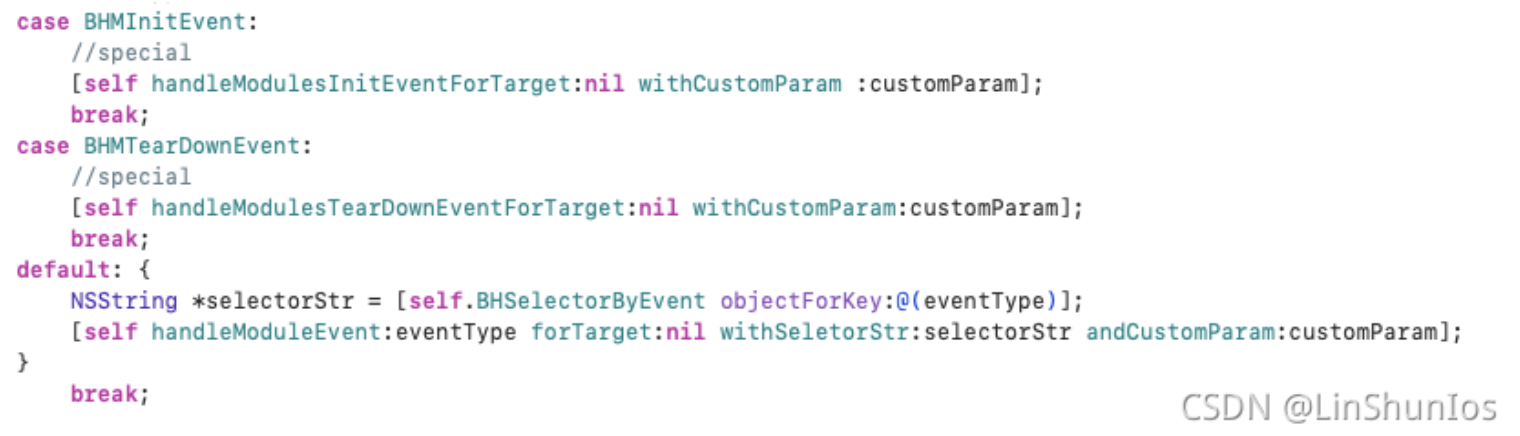 case BHMInitEvent:
    //special
    [self handleModulesInitEventForTarget:nil withCustomParam :customParam];
    break;
case BHMTearDownEvent:
    //special
    [self handleModulesTearDownEventForTarget:nil withCustomParam:customParam];
    break;
default: {
    NSString *selectorStr = [self.BHSelectorByEvent objectForKey:@(eventType)];
    [self handleModuleEvent:eventType forTarget:nil withSeletorStr:selectorStr andCustomParam:customParam];
}
    break;
CSDN @LinShunIos